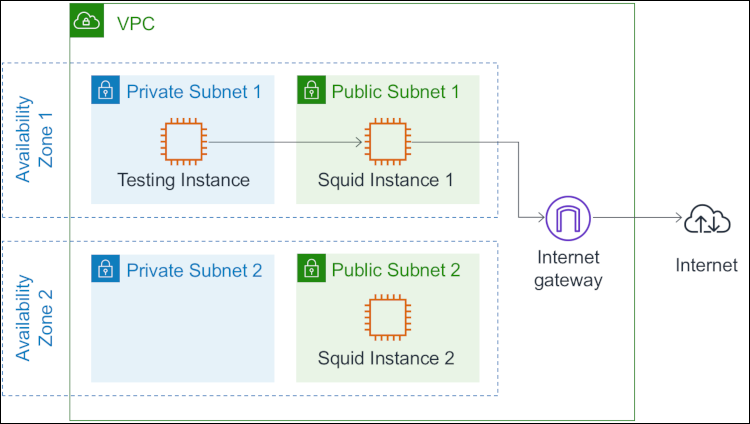 VPC
Availability
Zone 1
Private Subnet 1
Public Subnet 1
Testing Instance
Squid Instance 1
Internet
gateway
Internet
Availability
Zone 2
Private Subnet 2
Public Subnet 2
Squid Instance 2